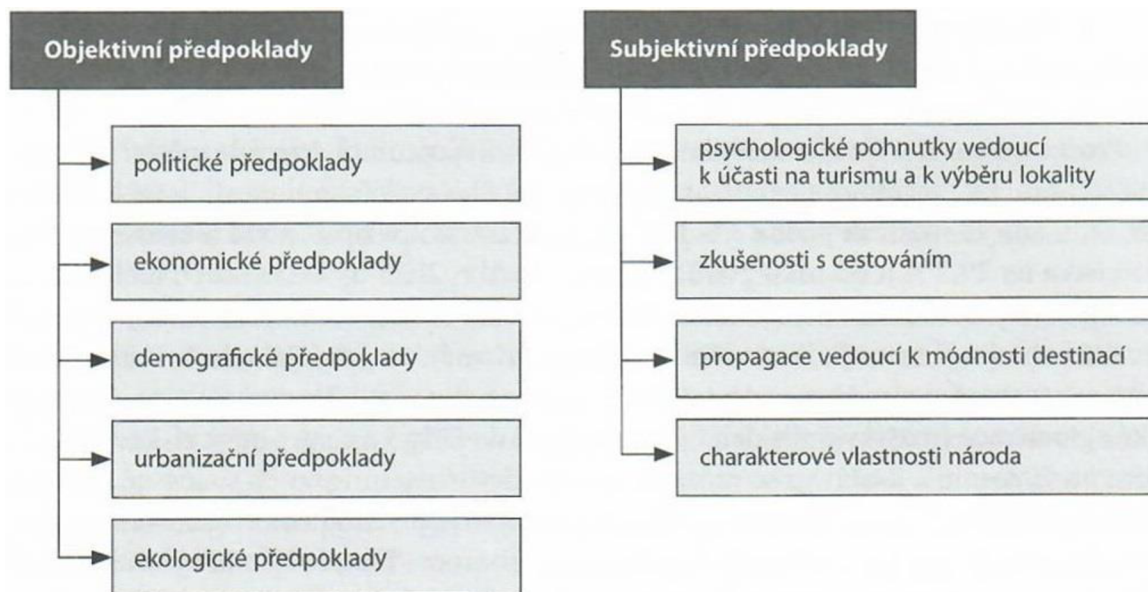 Objektivní předpoklady
politické předpoklady
ekonomické předpoklady
demografické předpoklady
urbanizační předpoklady
ekologické předpoklady
Subjektivní předpoklady
psychologické pohnutky vedoucí
k účasti na turismu a k výběru lokality
zkušenosti s cestováním
propagace vedoucí k módnosti destinací
charakterové vlastnosti národa